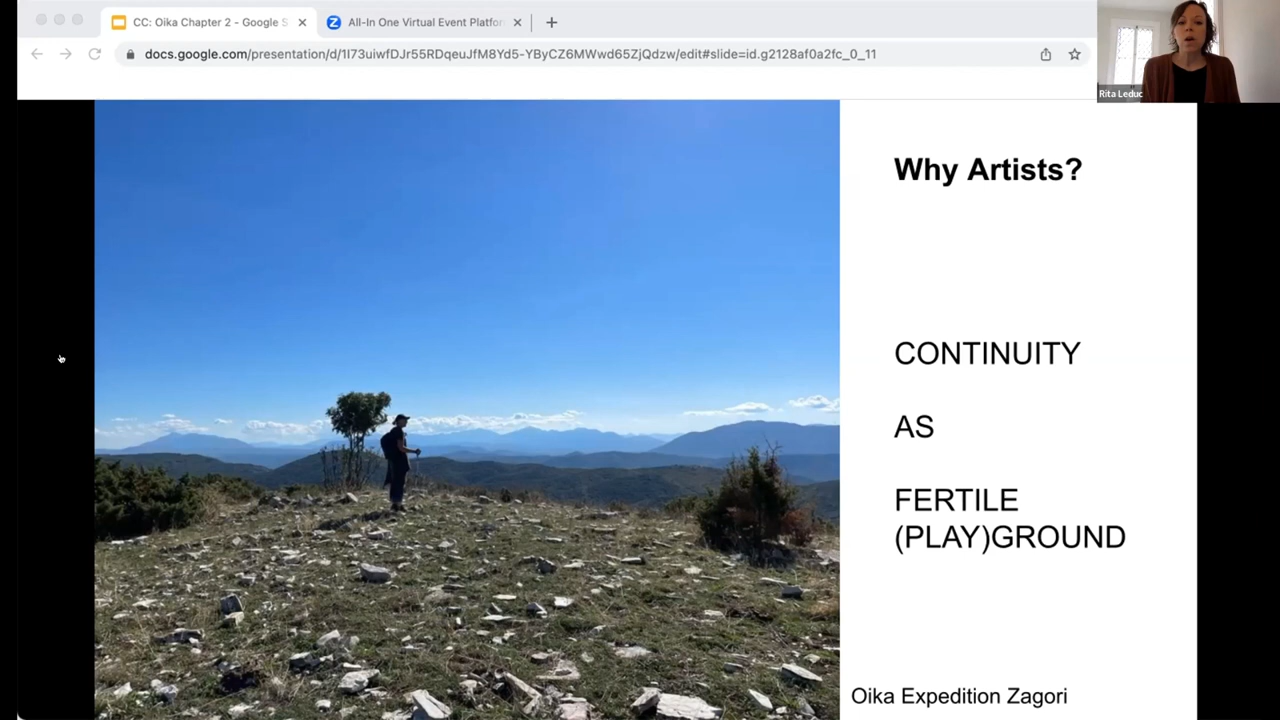 CC: Oika Chapter 2 - Google S
All-In One Virtual Event Platfor
docs.google.com/presentation/d/1I73uiwfDJr55RDqeuJfM8Yd5-YByCZ6MWwd65ZjQdzw/edit#slide=id.g2128af0a2fc_0_11
Rita Leduc
Why Artists?
CONTINUITY
AS
FERTILE
(PLAY)GROUND
Oika Expedition Zagori